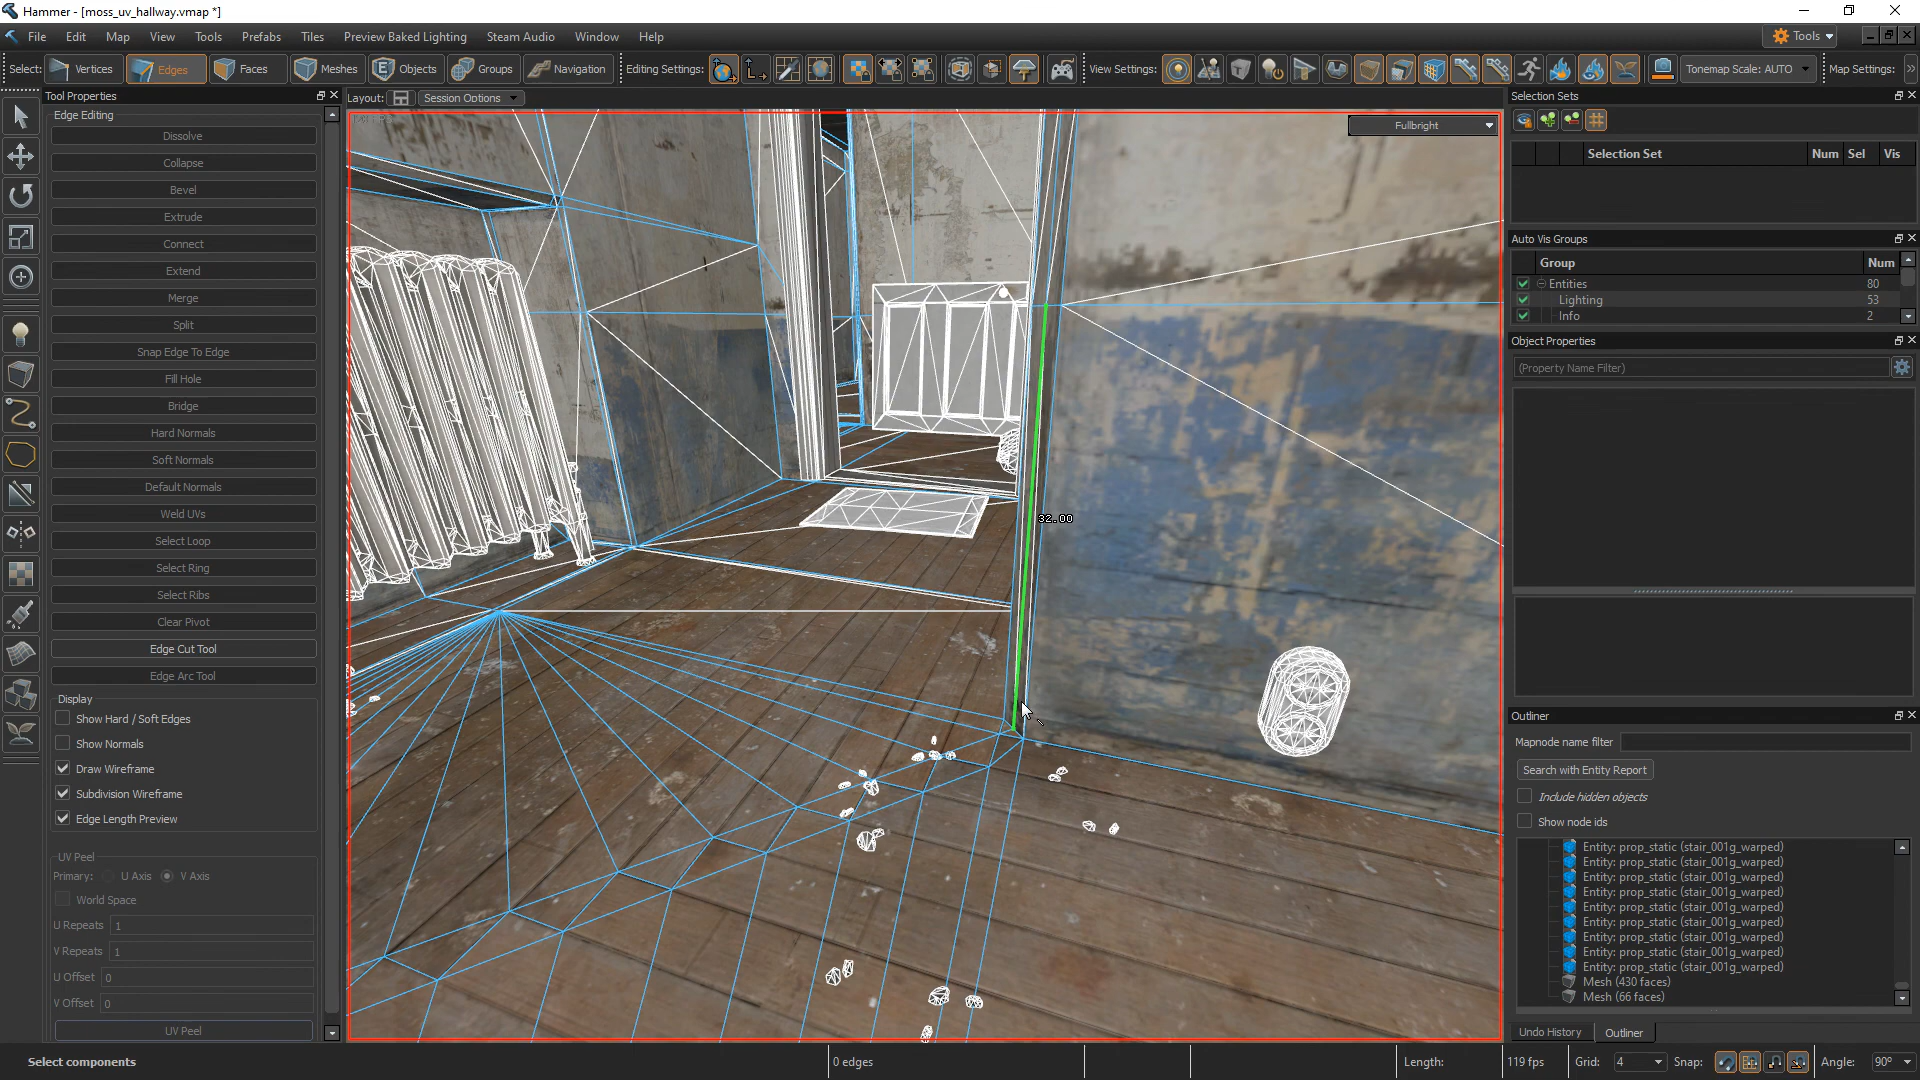 Hammer - [moss_uv_hallway.vmap *]
File Edit Map View Tools Prefabs Tiles Preview Baked Lighting Steam Audio Window Help
Tools
Select: Vertices Edges Faces Meshes Objects Groups Navigation Editing Settings: View Settings: Tonemap Scale: AUTO Map Settings:
Tool Properties
Layout: Session Options
Selection Sets
Edge Editing
Dissolve
Collapse
Bevel
Extrude
Connect
Extend
Merge
Split
Snap Edge To Edge
Fill Hole
Bridge
Hard Normals
Soft Normals
Default Normals
Weld UVs
Select Loop
Select Ring
Select Ribs
Clear Pivot
Edge Cut Tool
Edge Arc Tool
Display
Show Hard / Soft Edges
Show Normals
Draw Wireframe
Subdivision Wireframe
Edge Length Preview
UV Peel
Primary: U Axis V Axis
World Space
U Repeats 1
V Repeats 1
U Offset 0
V Offset 0
UV Peel
Fullbright
32.00
Selection Set Num Sel Vis
Auto Vis Groups
Group Num
Entities 80
Lighting 53
Info 2
Object Properties
(Property Name Filter)
Outliner
Mapnode name filter
Search with Entity Report
Include hidden objects
Show node ids
Entity: prop_static (stair_001g_warped)
Entity: prop_static (stair_001g_warped)
Entity: prop_static (stair_001g_warped)
Entity: prop_static (stair_001g_warped)
Entity: prop_static (stair_001g_warped)
Entity: prop_static (stair_001g_warped)
Entity: prop_static (stair_001g_warped)
Entity: prop_static (stair_001g_warped)
Entity: prop_static (stair_001g_warped)
Mesh (430 faces)
Mesh (66 faces)
Undo History Outliner
Select components 0 edges Length: 119 fps Grid: 4 Snap: Angle: 90º